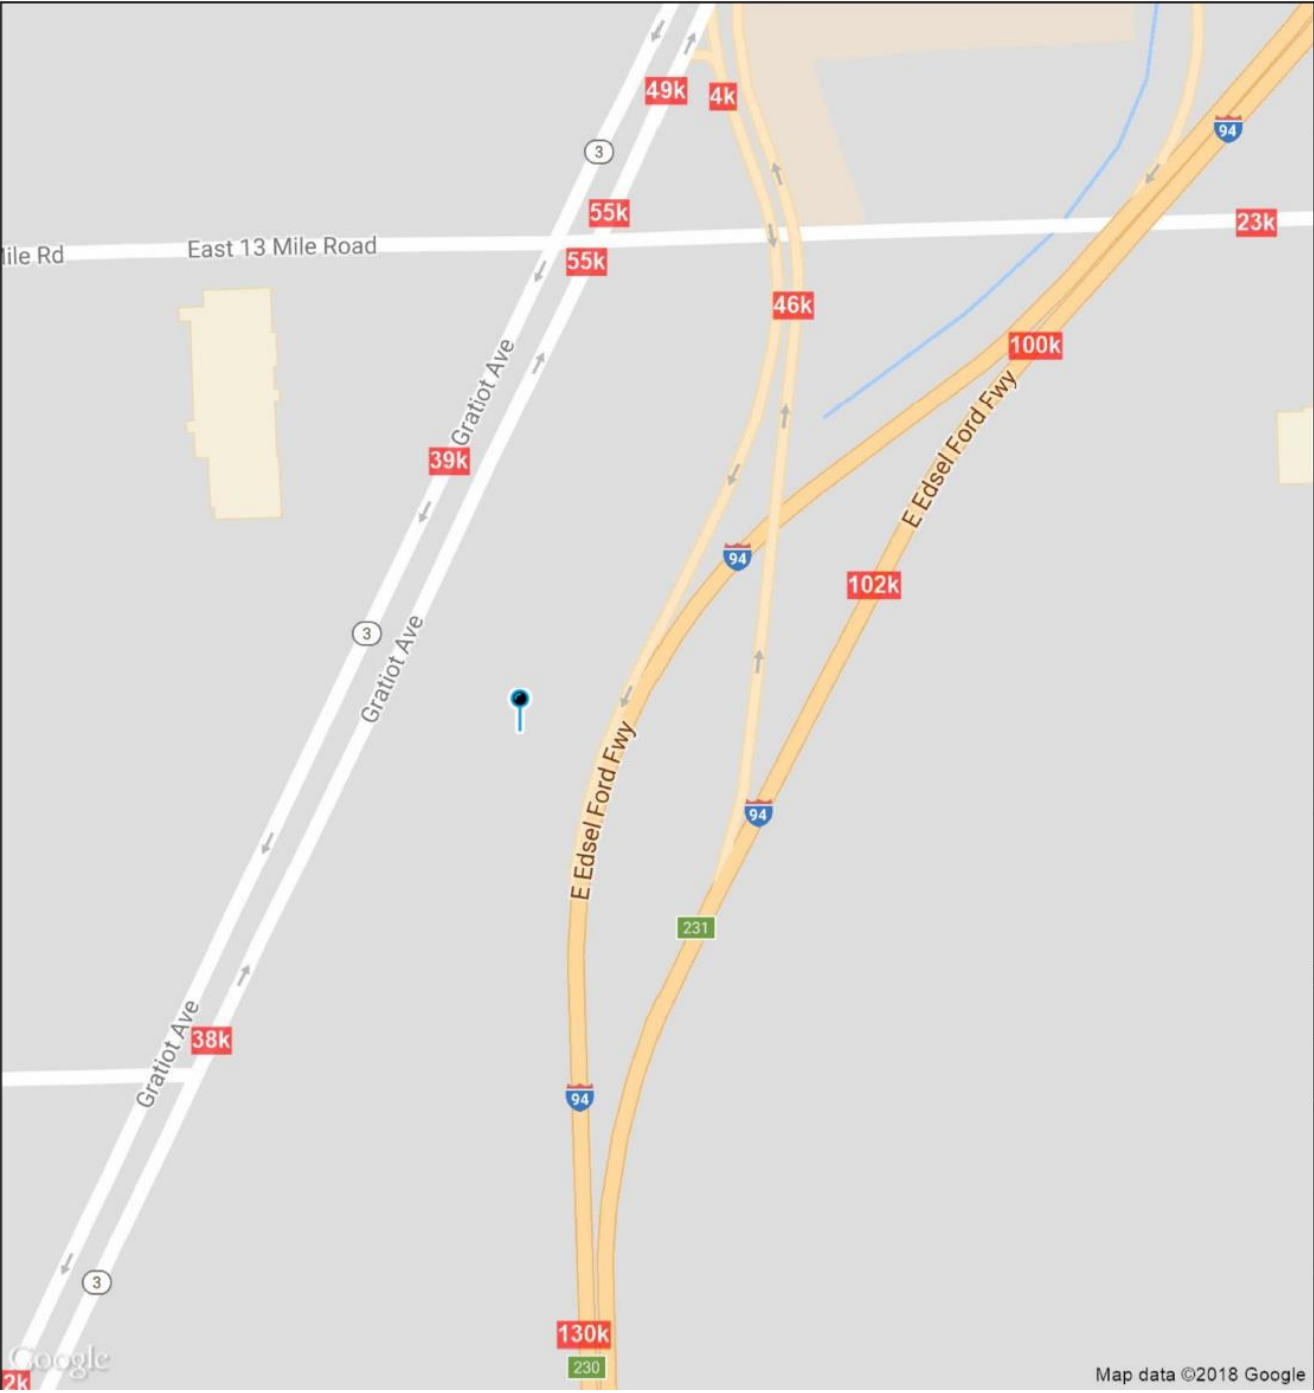 94
49k
4k
3
55k
23k
ile Rd
East 13 Mile Road
55k
46k
100k
Gratiot Ave
E Edsel Ford Fwy
39k
94
102k
3
Gratiot Ave
E Edsel Ford Fwy
94
231
Gratiot Ave
38k
94
3
130k
230
Google
2k
Map data ©2018 Google